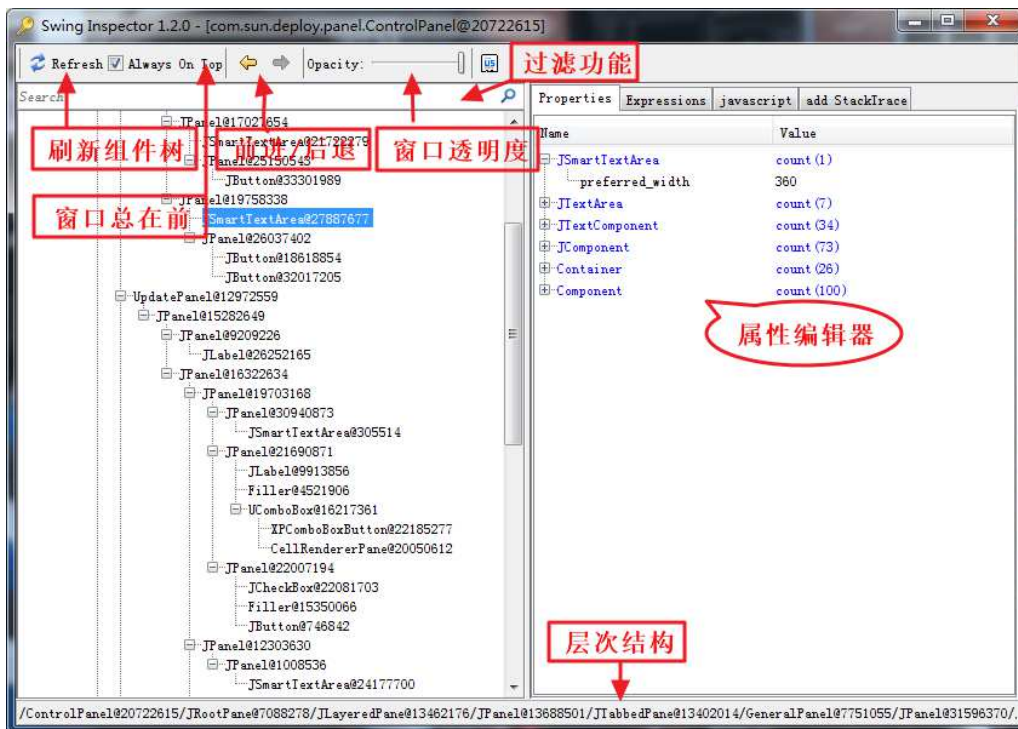 Swing Inspector 1.2.0 - [com.sun.deploy.panel.ControlPanel@20722615]
Refresh Always On Top Opacity:
过滤功能
Search
Properties Expressions javascript add StackTrace
Name Value
刷新组件树
前进/后退
窗口透明度
窗口总在前
JPanel@17027654
JSmartTextArea@21722279
JPanel@25150543
JButton@33301989
JPanel@19758338
JSmartTextArea@27887677
JPanel@26037402
JButton@18618854
JButton@32017205
UpdatePanel@12972559
JPanel@15282649
JPanel@9209226
JLabel@26252165
JPanel@16322634
JPanel@19703168
JPanel@30940873
JSmartTextArea@305514
JPanel@21690871
JLabel@9913856
Filler@4521906
UComboBox@16217361
XPComboBoxButton@22185277
CellRendererPane@20050612
JPanel@22007194
JCheckBox@22081703
Filler@15350066
JButton@746842
JPanel@12303630
JPanel@1008536
JSmartTextArea@24177700
JSmartTextArea count(1)
preferred_width 360
JTextArea count(7)
JTextComponent count(34)
JComponent count(73)
Container count(26)
Component count(100)
属性编辑器
层次结构
/ControlPanel@20722615/JRootPane@7088278/JLayeredPane@13462176/JPanel@13688501/JTabbedPane@13402014/GeneralPanel@7751055/JPanel@31596370/.